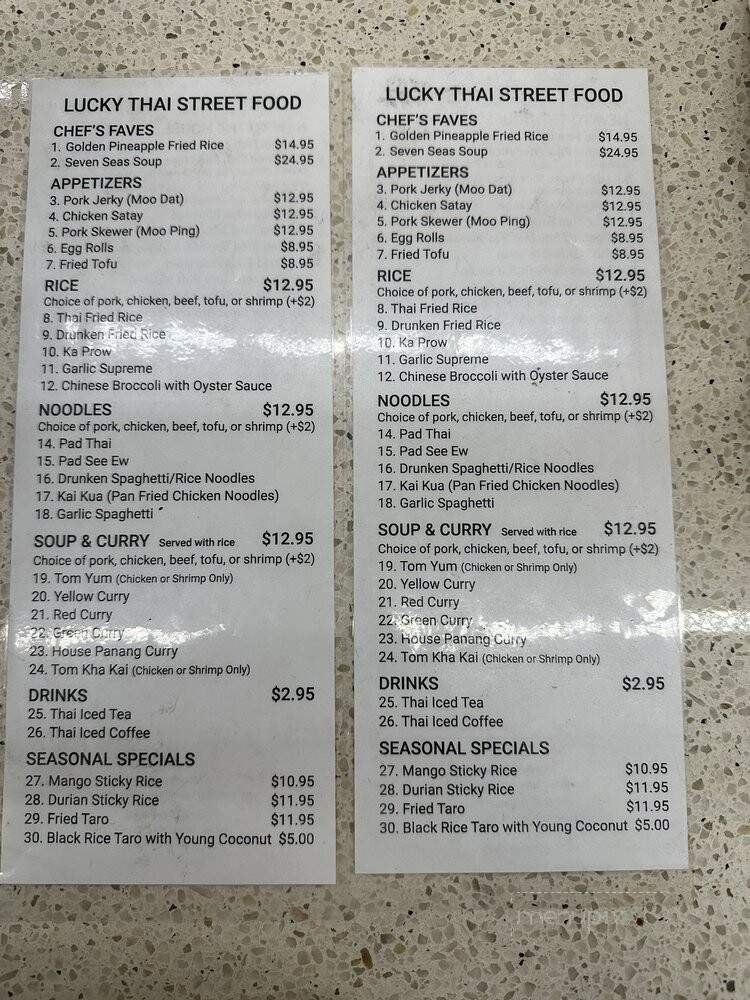 LUCKY THAI STREET FOOD
CHEF'S FAVES
1. Golden Pineapple Fried Rice $14.95
2. Seven Seas Soup $24.95
APPETIZERS
3. Pork Jerky (Moo Dat) $12.95
4. Chicken Satay $12.95
5. Pork Skewer (Moo Ping) $12.95
6. Egg Rolls $8.95
7. Fried Tofu $8.95
RICE $12.95
Choice of pork, chicken, beef, tofu, or shrimp (+$2)
8. Thai Fried Rice
9. Drunken Fried Rice
10. Ka Prow
11. Garlic Supreme
12. Chinese Broccoli with Oyster Sauce
NOODLES $12.95
Choice of pork, chicken, beef, tofu, or shrimp (+$2)
14. Pad Thai
15. Pad See Ew
16. Drunken Spaghetti/Rice Noodles
17. Kai Kua (Pan Fried Chicken Noodles)
18. Garlic Spaghetti
SOUP & CURRY Served with rice $12.95
Choice of pork, chicken, beef, tofu, or shrimp (+$2)
19. Tom Yum (Chicken or Shrimp Only)
20. Yellow Curry
21. Red Curry
22. Green Curry
23. House Panang Curry
24. Tom Kha Kai (Chicken or Shrimp Only)
DRINKS $2.95
25. Thai Iced Tea
26. Thai Iced Coffee
SEASONAL SPECIALS
27. Mango Sticky Rice $10.95
28. Durian Sticky Rice $11.95
29. Fried Taro $11.95
30. Black Rice Taro with Young Coconut $5.00
LUCKY THAI STREET FOOD
CHEF'S FAVES
1. Golden Pineapple Fried Rice $14.95
2. Seven Seas Soup $24.95
APPETIZERS
3. Pork Jerky (Moo Dat) $12.95
4. Chicken Satay $12.95
5. Pork Skewer (Moo Ping) $12.95
6. Egg Rolls $8.95
7. Fried Tofu $8.95
RICE $12.95
Choice of pork, chicken, beef, tofu, or shrimp (+$2)
8. Thai Fried Rice
9. Drunken Fried Rice
10. Ka Prow
11. Garlic Supreme
12. Chinese Broccoli with Oyster Sauce
NOODLES $12.95
Choice of pork, chicken, beef, tofu, or shrimp (+$2)
14. Pad Thai
15. Pad See Ew
16. Drunken Spaghetti/Rice Noodles
17. Kai Kua (Pan Fried Chicken Noodles)
18. Garlic Spaghetti
SOUP & CURRY Served with rice $12.95
Choice of pork, chicken, beef, tofu, or shrimp (+$2)
19. Tom Yum (Chicken or Shrimp Only)
20. Yellow Curry
21. Red Curry
22. Green Curry
23. House Panang Curry
24. Tom Kha Kai (Chicken or Shrimp Only)
DRINKS $2.95
25. Thai Iced Tea
26. Thai Iced Coffee
SEASONAL SPECIALS
27. Mango Sticky Rice $10.95
28. Durian Sticky Rice $11.95
29. Fried Taro $11.95
30. Black Rice Taro with Young Coconut $5.00